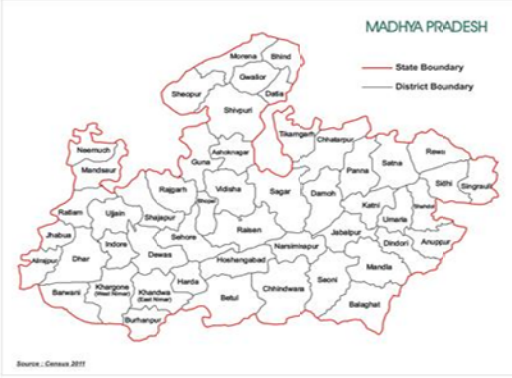 MADHYA PRADESH
State Boundary
District Boundary
Morena
Bhind
Gwalior
Sheopur
Datia
Shivpuri
Tikamgarh
Chhatarpur
Neemuch
Ashoknagar
Rewa
Mandsaur
Guna
Panna
Satna
Sidhi
Singrauli
Rajgarh
Vidisha
Sagar
Damoh
Ratlam
Ujjain
Shajapur
Bhopal
Katni
Umaria
Jhabua
Indore
Sehore
Raisen
Jabalpur
Dindori
Anuppur
Alirajpur
Dhar
Dewas
Hoshangabad
Narsimhapur
Mandla
Barwani
Khargone
(West Nimar)
Khandwa
(East Nimar)
Harda
Betul
Chhindwara
Seoni
Balaghat
Burhanpur
Source : Census 2011